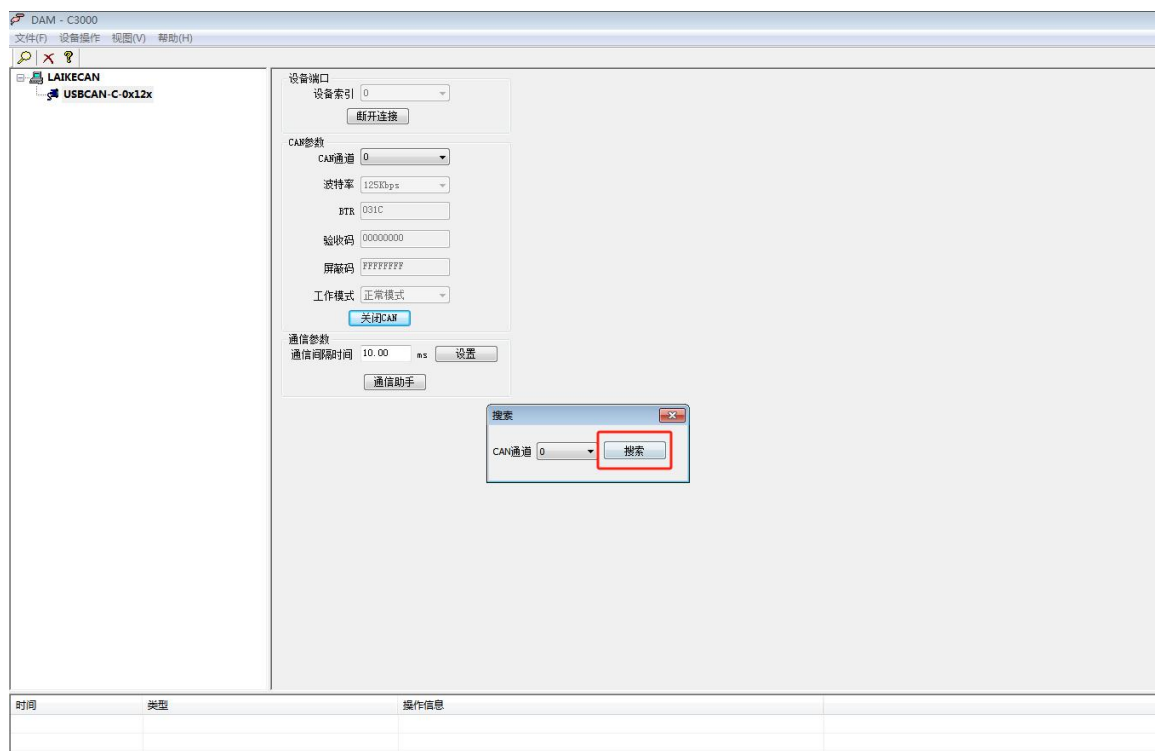 DAM - C3000
文件(F) 设备操作 视图(V) 帮助(H)
LAIKECAN
USBCAN-C-0x12x
设备端口
设备索引 0
断开连接
CAN参数
CAN通道 0
波特率 125Kbps
BTR 031C
验收码 00000000
屏蔽码 FFFFFFFF
工作模式 正常模式
关闭CAN
通信参数
通信间隔时间 10.00 ms 设置
通信助手
搜索
CAN通道 0 搜索
时间 类型 操作信息